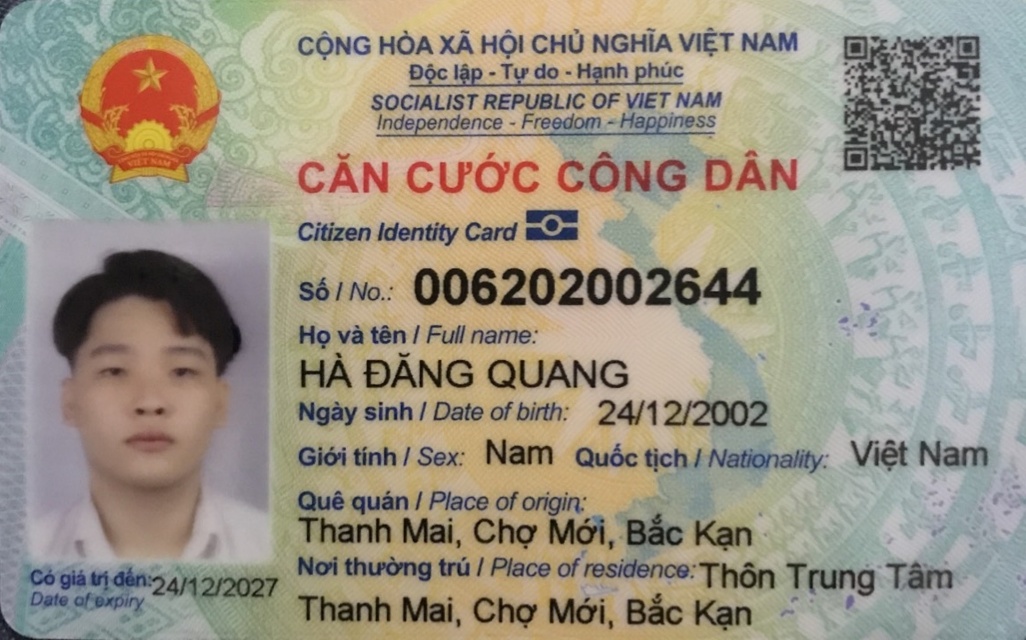 CỘNG HÒA XÃ HỘI CHỦ NGHĨA VIỆT NAM
Độc lập - Tự do - Hạnh phúc
SOCIALIST REPUBLIC OF VIET NAM
Independence - Freedom - Happiness
CĂN CƯỚC CÔNG DÂN
Citizen Identity Card
Số / No.: 006202002644
Họ và tên / Full name:
HÀ ĐĂNG QUANG
Ngày sinh / Date of birth: 24/12/2002
Giới tính / Sex: Nam Quốc tịch / Nationality: Việt Nam
Quê quán / Place of origin:
Thanh Mai, Chợ Mới, Bắc Kạn
Nơi thường trú / Place of residence: Thôn Trung Tâm
Thanh Mai, Chợ Mới, Bắc Kạn
Có giá trị đến: 24/12/2027
Date of expiry
VIET NAM